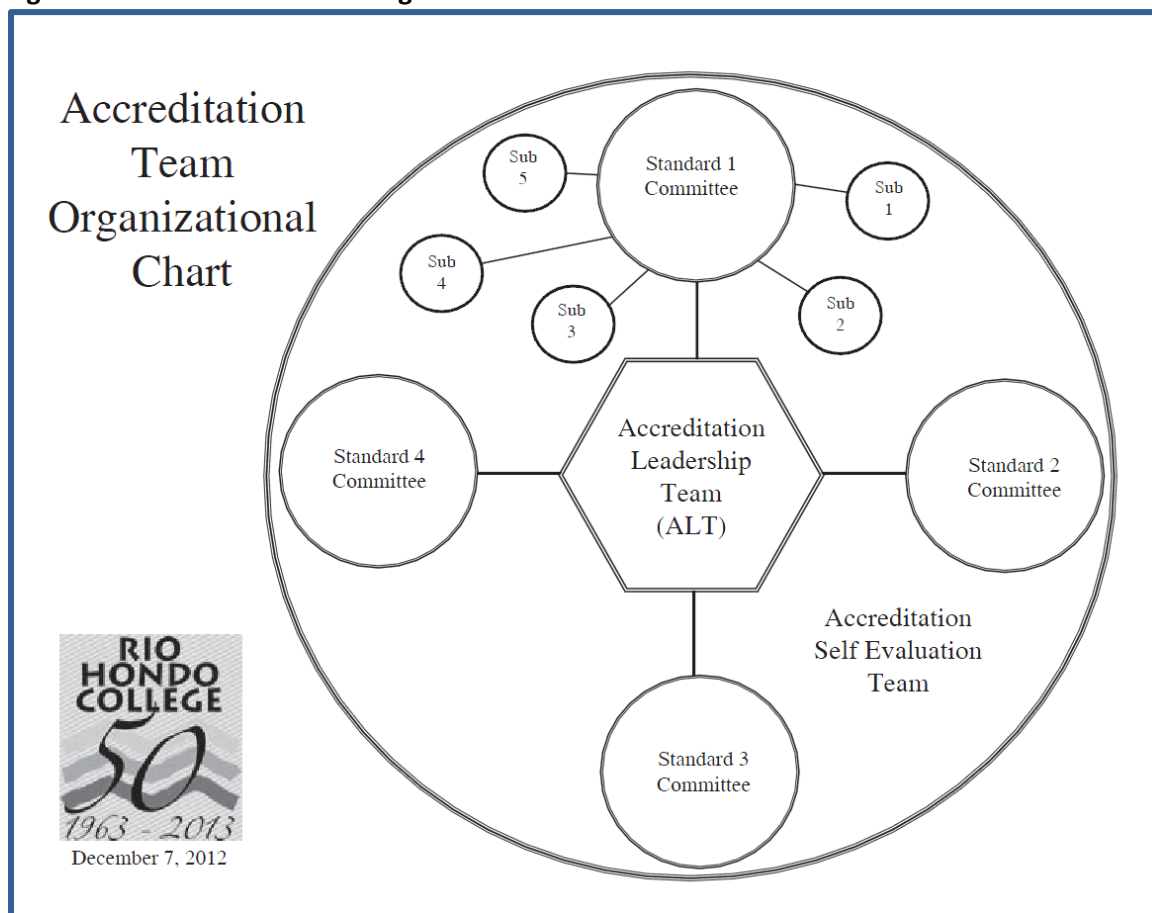 Accreditation
Team
Organizational
Chart
Standard 1
Committee
Sub
5
Sub
1
Sub
4
Sub
3
Sub
2
Accreditation
Leadership
Team
(ALT)
Standard 4
Committee
Standard 2
Committee
Accreditation
Self Evaluation
Team
Standard 3
Committee
RIO
HONDO
COLLEGE
50
1963 - 2013
December 7, 2012